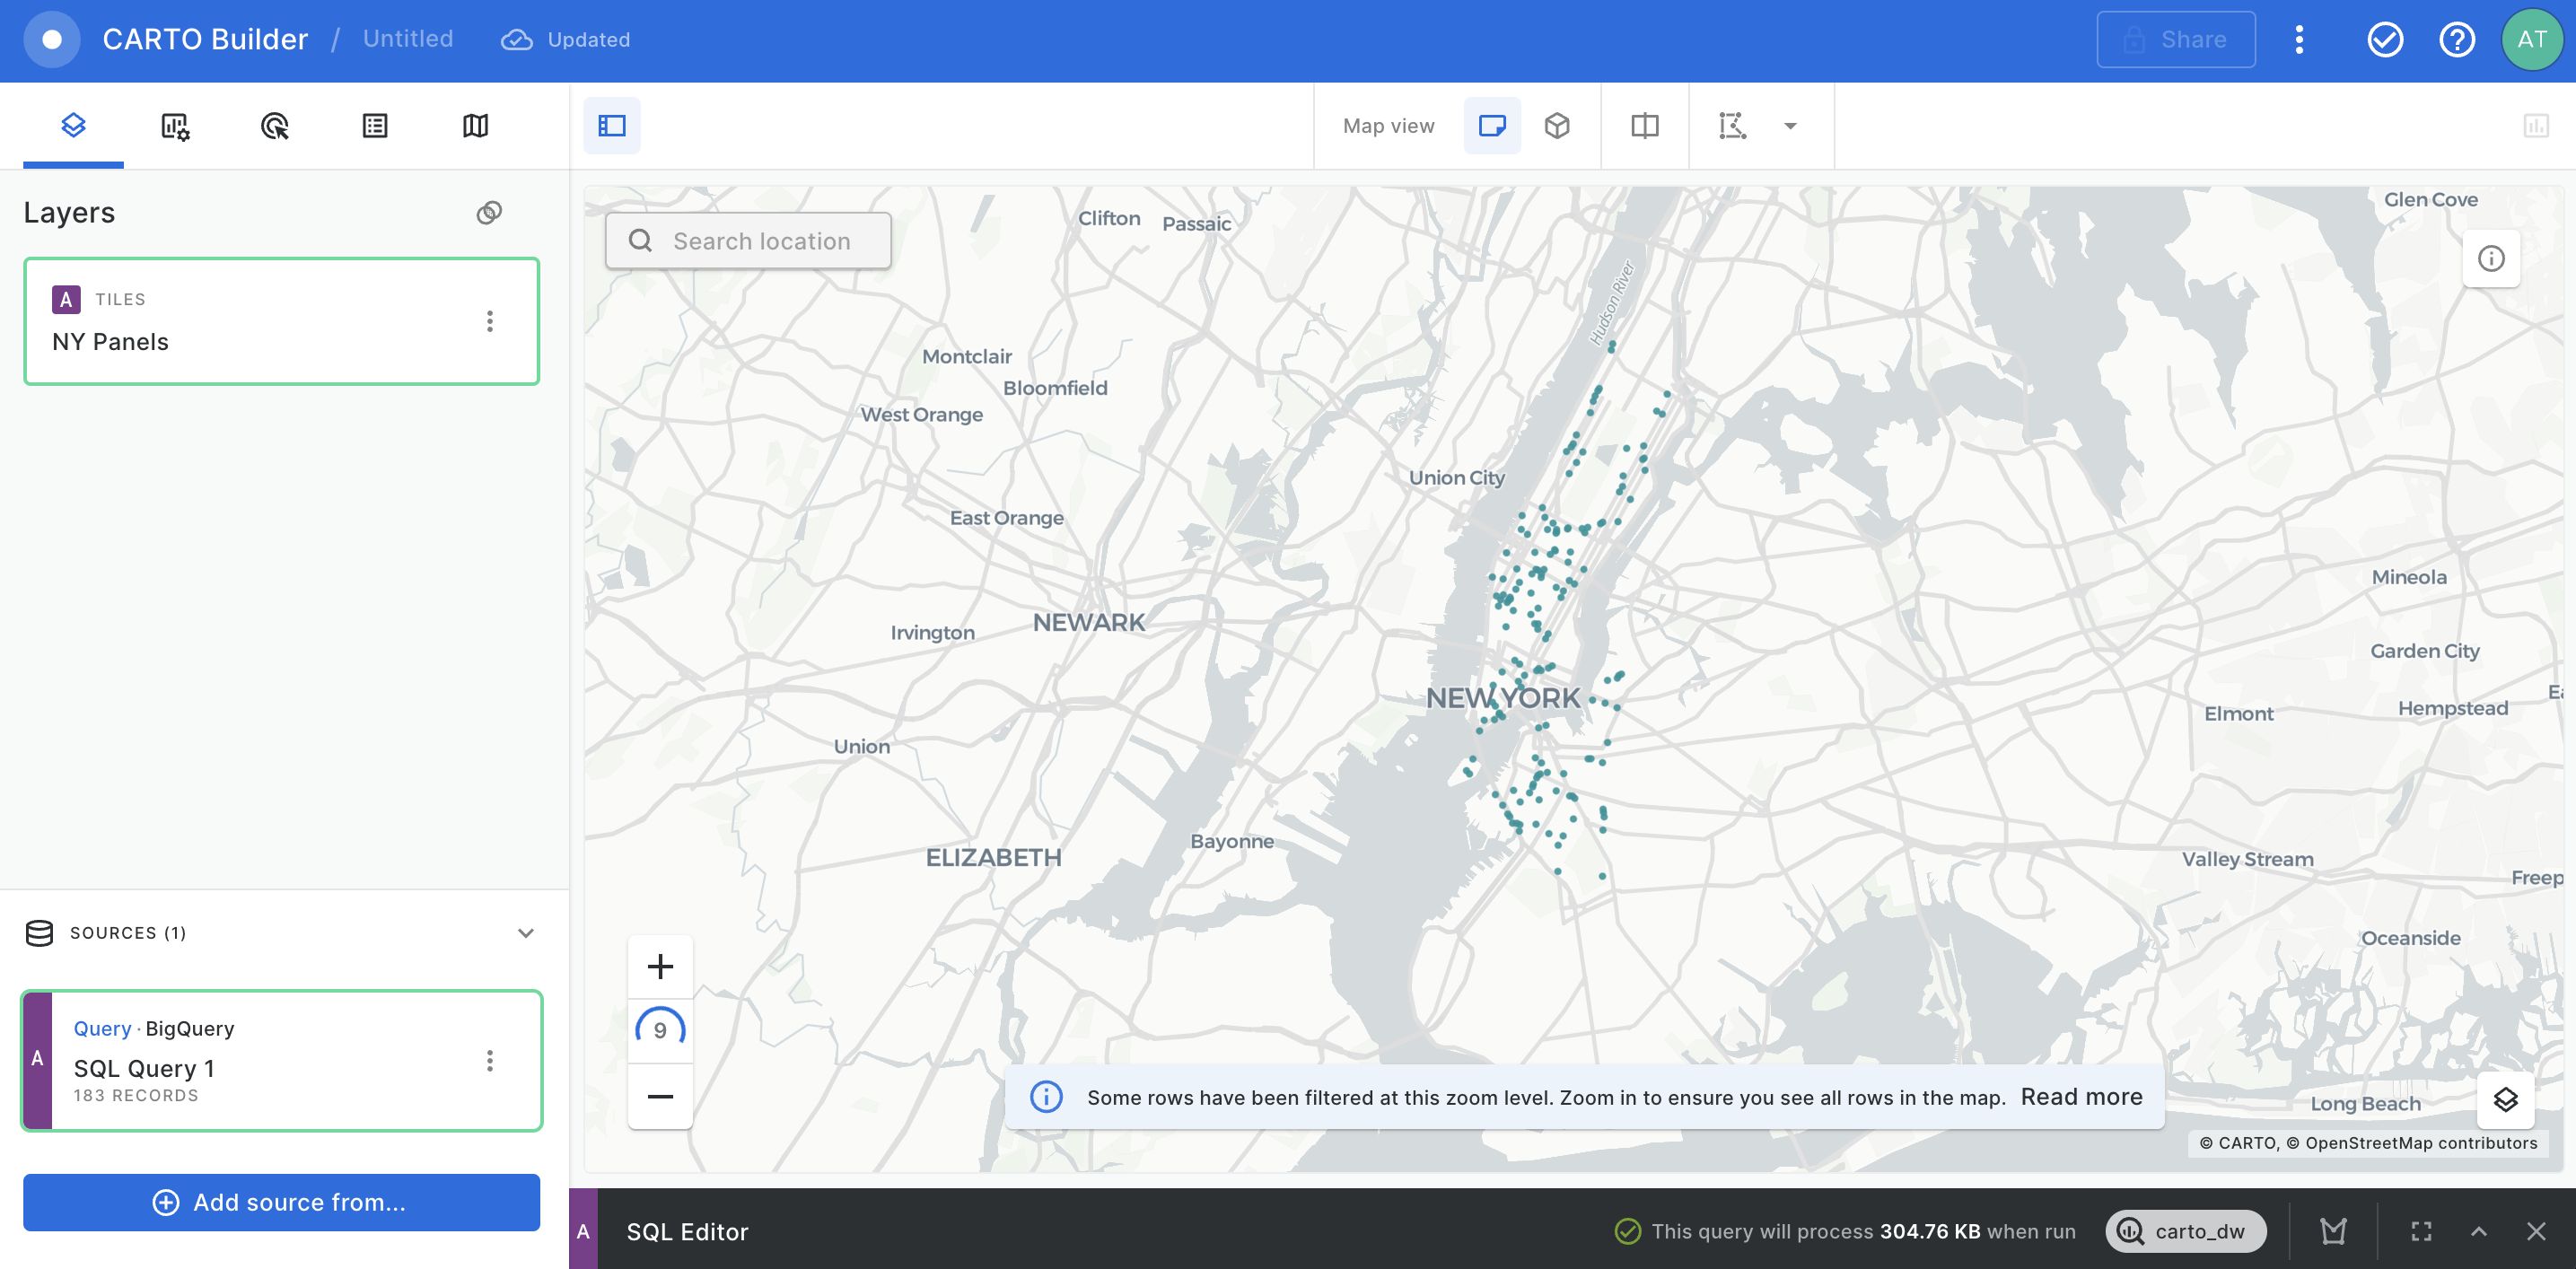 CARTO Builder / Untitled Updated Share AT
Map view
Layers
A TILES
NY Panels
Search location
Clifton
Passaic
Glen Cove
Hudson River
Montclair
Bloomfield
West Orange
Union City
East Orange
Mineola
NEWARK
Irvington
Garden City
NEW YORK
Ea
Hempstead
Elmont
Union
Bayonne
ELIZABETH
Valley Stream
Freep
Oceanside
Long Beach
SOURCES (1)
A
Query · BigQuery
SQL Query 1
183 RECORDS
9
Some rows have been filtered at this zoom level. Zoom in to ensure you see all rows in the map. Read more
© CARTO, © OpenStreetMap contributors
Add source from...
A SQL Editor This query will process 304.76 KB when run carto_dw